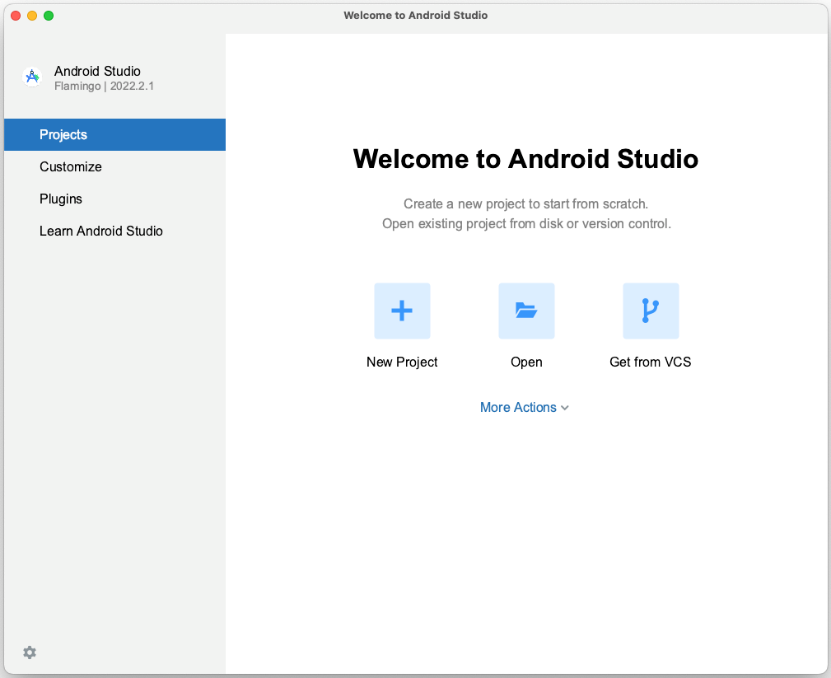 Welcome to Android Studio
Android Studio
Flamingo | 2022.2.1
Projects
Customize
Plugins
Learn Android Studio
Welcome to Android Studio
Create a new project to start from scratch.
Open existing project from disk or version control.
New Project
Open
Get from VCS
More Actions